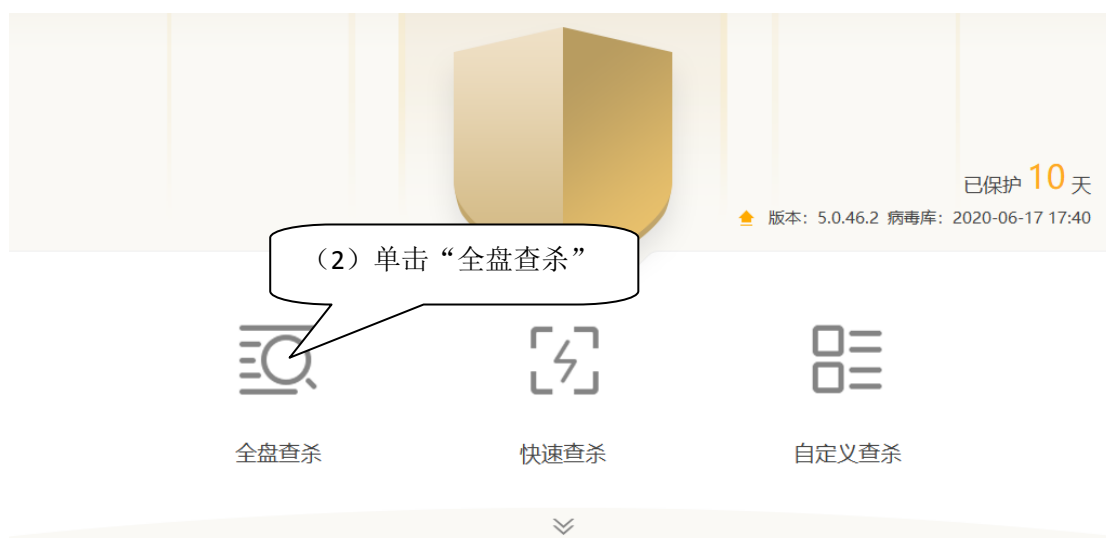 已保护 10 天
版本：5.0.46.2 病毒库：2020-06-17 17:40
（2）单击“全盘查杀”
全盘查杀
快速查杀
自定义查杀